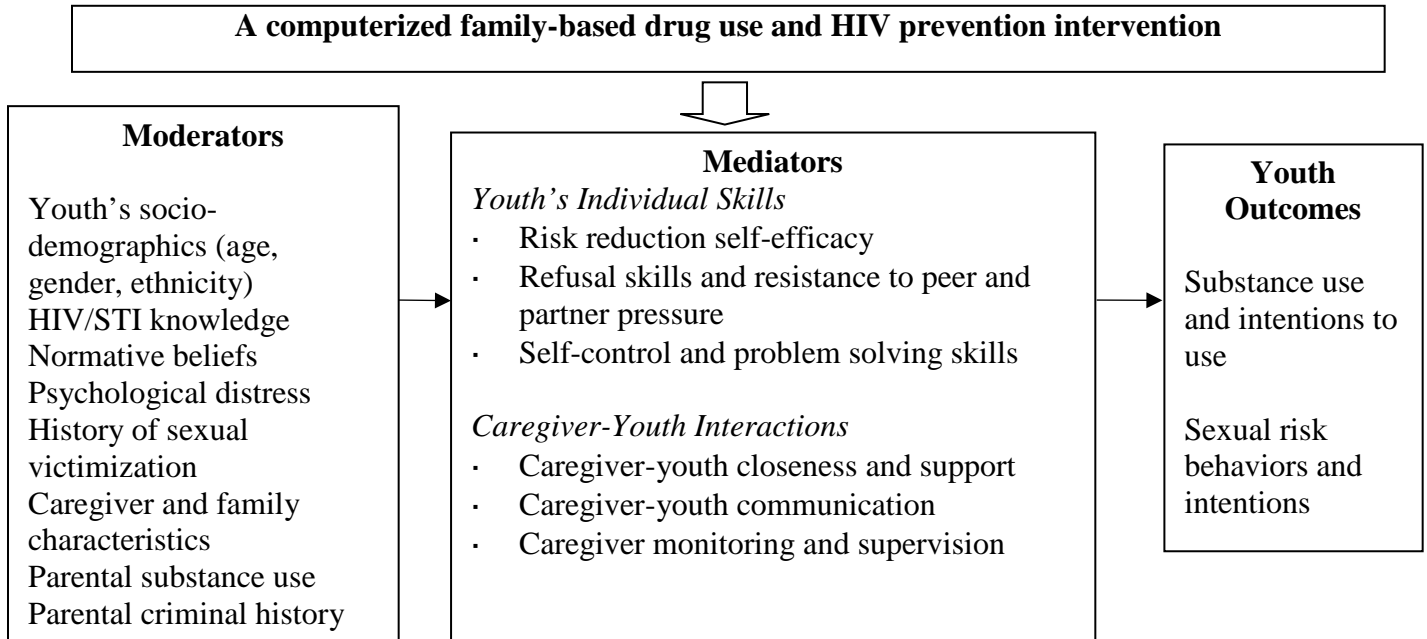 A computerized family-based drug use and HIV prevention intervention
Moderators
Youth’s socio-
demographics (age,
gender, ethnicity)
HIV/STI knowledge
Normative beliefs
Psychological distress
History of sexual
victimization
Caregiver and family
characteristics
Parental substance use
Parental criminal history
Mediators
Youth’s Individual Skills
· Risk reduction self-efficacy
· Refusal skills and resistance to peer and
partner pressure
· Self-control and problem solving skills
Caregiver-Youth Interactions
· Caregiver-youth closeness and support
· Caregiver-youth communication
· Caregiver monitoring and supervision
Youth
Outcomes
Substance use
and intentions to
use
Sexual risk
behaviors and
intentions